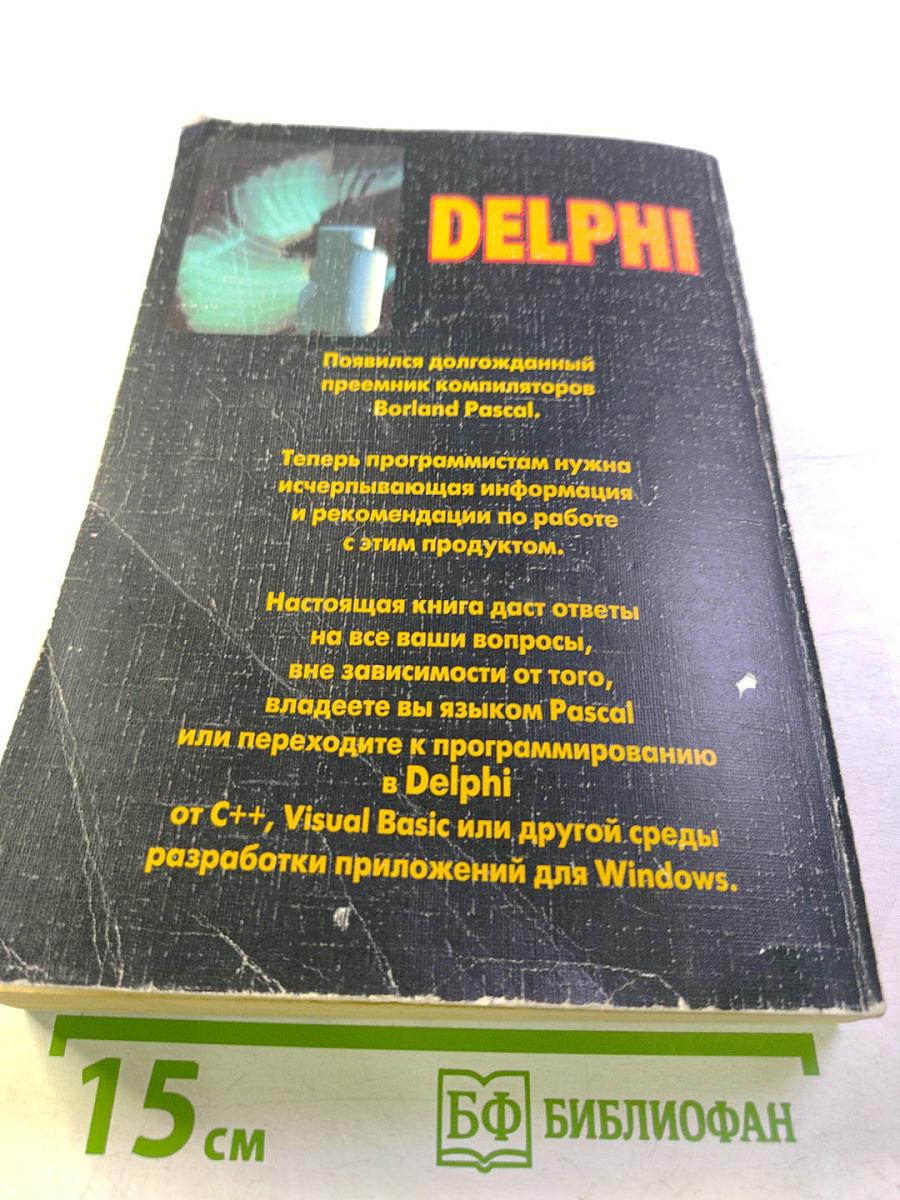 DELPHI
Появился долгожданный
преемник компиляторов
Borland Pascal.
Теперь программистам нужна
исчерпывающая информация
и рекомендации по работе
с этим продуктом.
Настоящая книга даст ответы
на все ваши вопросы,
вне зависимости от того,
владеете вы языком Pascal
или переходите к программированию
в Delphi
от C++, Visual Basic или другой среды
разработки приложений для Windows.
15 см
БФ БИБЛИОФАН